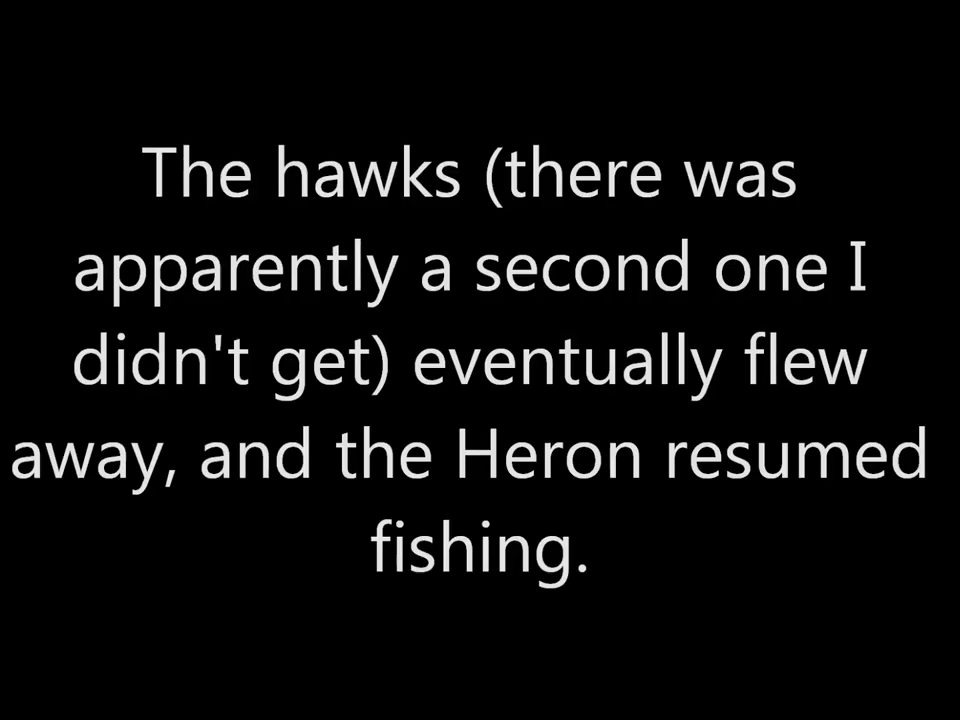 The hawks (there was
apparently a second one I
didn't get) eventually flew
away, and the Heron resumed
fishing.